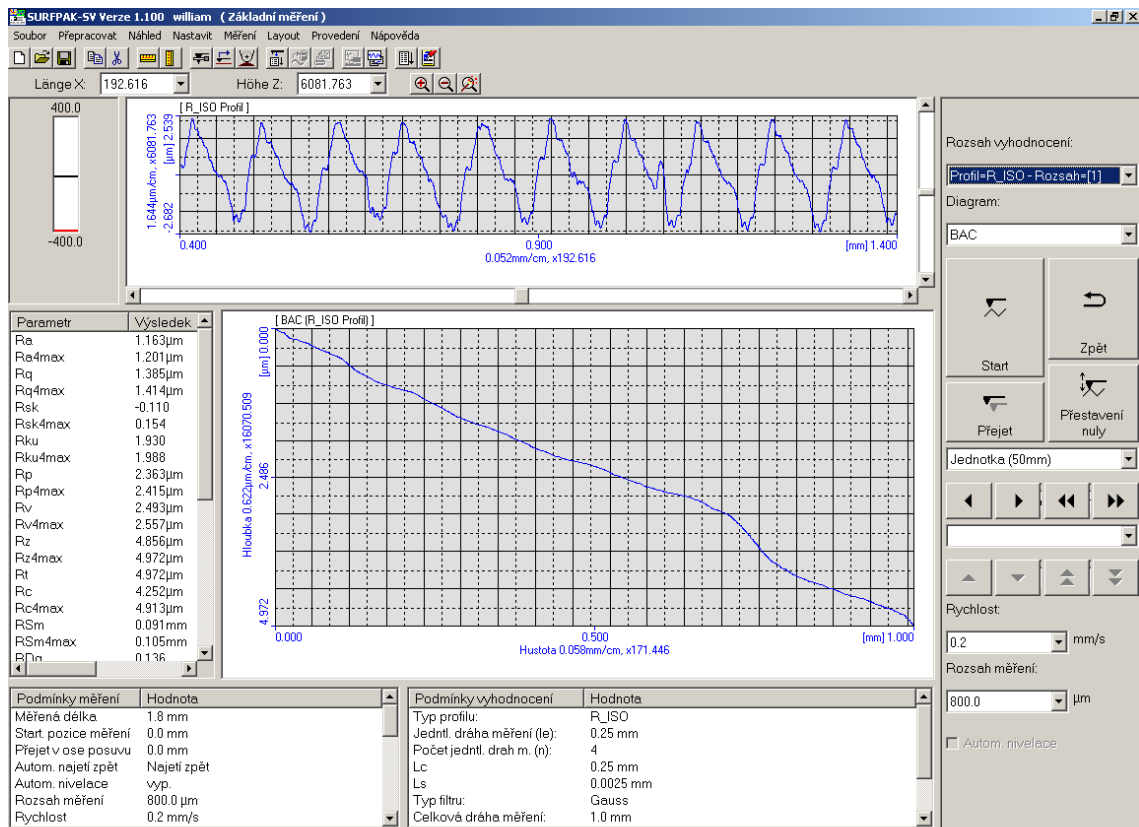 SURFPAK-SV Verze 1.100 william ( Základní měření )
Soubor Přepracovat Náhled Nastavit Měření Layout Provedení Nápověda
Länge X: 192.616 Höhe Z: 6081.763
400.0
-400.0
[ R_ISO Profil ]
1.644µm/cm, x6081.763
-2.682 [µm] 2.539
0.400 0.900 [mm] 1.400
0.052mm/cm, x192.616
Rozsah vyhodnocení:
Profil=R_ISO - Rozsah=[1]
Diagram:
BAC
Start
Zpět
Přejet
Přestavení
nuly
Jednotka (50mm)
Rychlost:
0.2 mm/s
Rozsah měření:
800.0 µm
Autom. nivelace
Parametr Výsledek
Ra 1.163µm
Ra4max 1.201µm
Rq 1.385µm
Rq4max 1.414µm
Rsk -0.110
Rsk4max 0.154
Rku 1.930
Rku4max 1.988
Rp 2.363µm
Rp4max 2.415µm
Rv 2.493µm
Rv4max 2.557µm
Rz 4.856µm
Rz4max 4.972µm
Rt 4.972µm
Rc 4.252µm
Rc4max 4.913µm
RSm 0.091mm
RSm4max 0.105mm
RDq 0.136
[ BAC (R_ISO Profil) ]
Hloubka 0.622µm/cm, x16070.509
4.972 2.486 [µm] 0.000
0.000 0.500 [mm] 1.000
Hustota 0.058mm/cm, x171.446
Podmínky měření Hodnota
Měřená délka 1.8 mm
Start. pozice měření 0.0 mm
Přejet v ose posuvu 0.0 mm
Autom. najetí zpět Najetí zpět
Autom. nivelace vyp.
Rozsah měření 800.0 µm
Rychlost 0.2 mm/s
Podmínky vyhodnocení Hodnota
Typ profilu: R_ISO
Jedntl. dráha měření (le): 0.25 mm
Počet jedntl. drah m. (n): 4
Lc 0.25 mm
Ls 0.0025 mm
Typ filtru: Gauss
Celková dráha měření: 1.0 mm